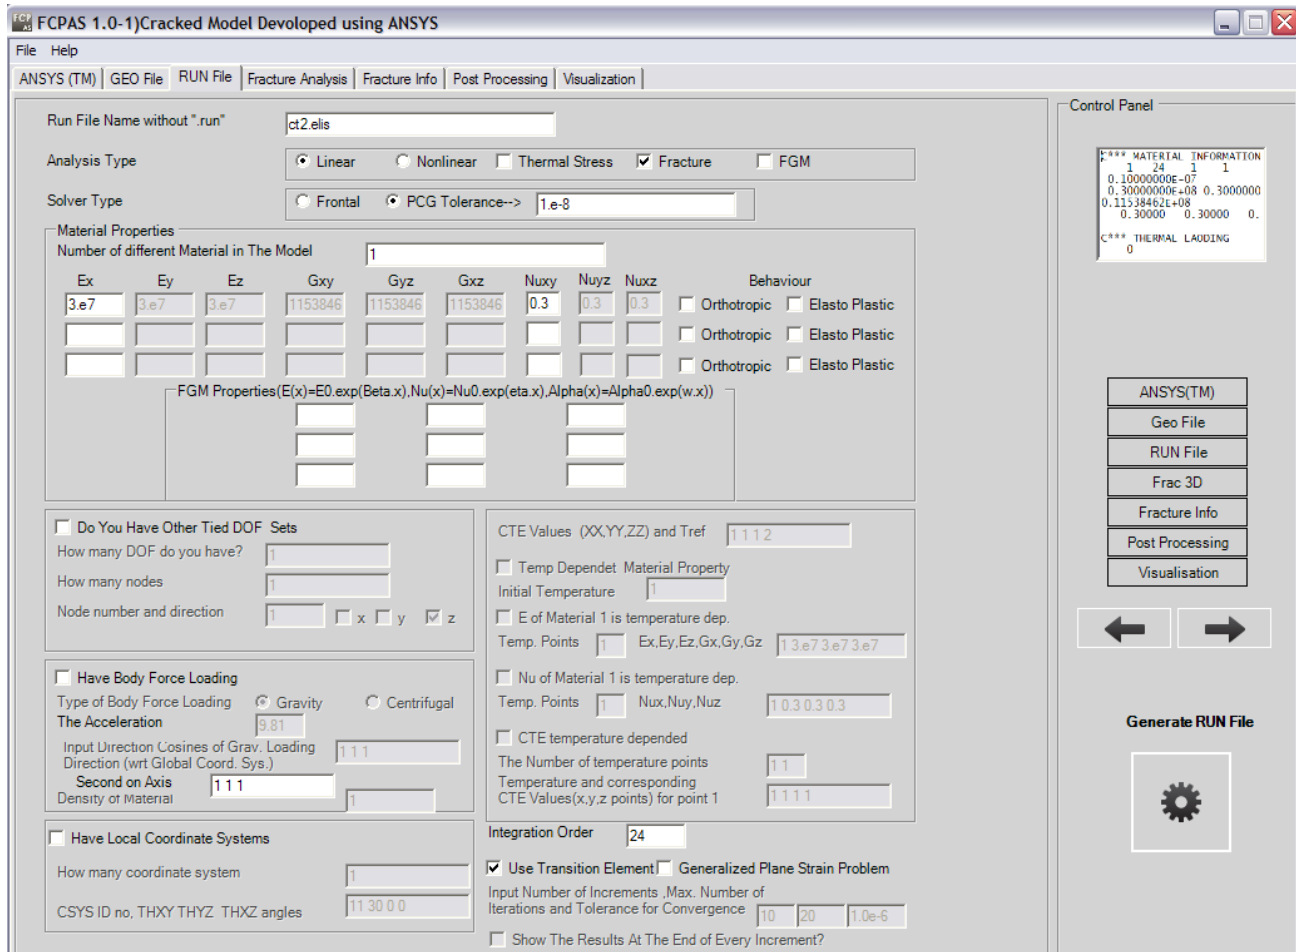 FCPAS 1.0-1)Cracked Model Devoloped using ANSYS
File Help
ANSYS (TM) GEO File RUN File Fracture Analysis Fracture Info Post Processing Visualization
Run File Name without ".run" ct2.elis
Analysis Type Linear Nonlinear Thermal Stress Fracture FGM
Solver Type Frontal PCG Tolerance--> 1.e-8
Material Properties
Number of different Material in The Model 1
Ex Ey Ez Gxy Gyz Gxz Nuxy Nuyz Nuxz Behaviour
3.e7 3.e7 3.e7 1153846 1153846 1153846 0.3 0.3 0.3 Orthotropic Elasto Plastic
Orthotropic Elasto Plastic
Orthotropic Elasto Plastic
FGM Properties(E(x)=E0.exp(Beta.x),Nu(x)=Nu0.exp(eta.x),Alpha(x)=Alpha0.exp(w.x))
Do You Have Other Tied DOF Sets
How many DOF do you have? 1
How many nodes 1
Node number and direction 1 x y z
Have Body Force Loading
Type of Body Force Loading Gravity Centrifugal
The Acceleration 9.81
Input Direction Cosines of Grav. Loading
Direction (wrt Global Coord. Sys.) 1 1 1
Second on Axis 1 1 1
Density of Material 1
Have Local Coordinate Systems
How many coordinate system 1
CSYS ID no, THXY THYZ THXZ angles 11 30 0 0
CTE Values (XX,YY,ZZ) and Tref 1 1 1 2
Temp Dependet Material Property
Initial Temperature 1
E of Material 1 is temperature dep.
Temp. Points 1 Ex,Ey,Ez,Gx,Gy,Gz 1 3.e7 3.e7 3.e7
Nu of Material 1 is temperature dep.
Temp. Points 1 Nux,Nuy,Nuz 1 0.3 0.3 0.3
CTE temperature depended
The Number of temperature points 1 1
Temperature and corresponding
CTE Values(x,y,z points) for point 1 1 1 1 1
Integration Order 24
Use Transition Element Generalized Plane Strain Problem
Input Number of Increments ,Max. Number of
Iterations and Tolerance for Convergence 10 20 1.0e-6
Show The Results At The End of Every Increment?
Control Panel
C*** MATERIAL INFORMATION
1 24 1 1
0.10000000E-07
0.30000000E+08 0.3000000
0.11538462E+08
0.30000 0.30000 0.
C*** THERMAL LAODING
0
ANSYS(TM)
Geo File
RUN File
Frac 3D
Fracture Info
Post Processing
Visualisation
Generate RUN File